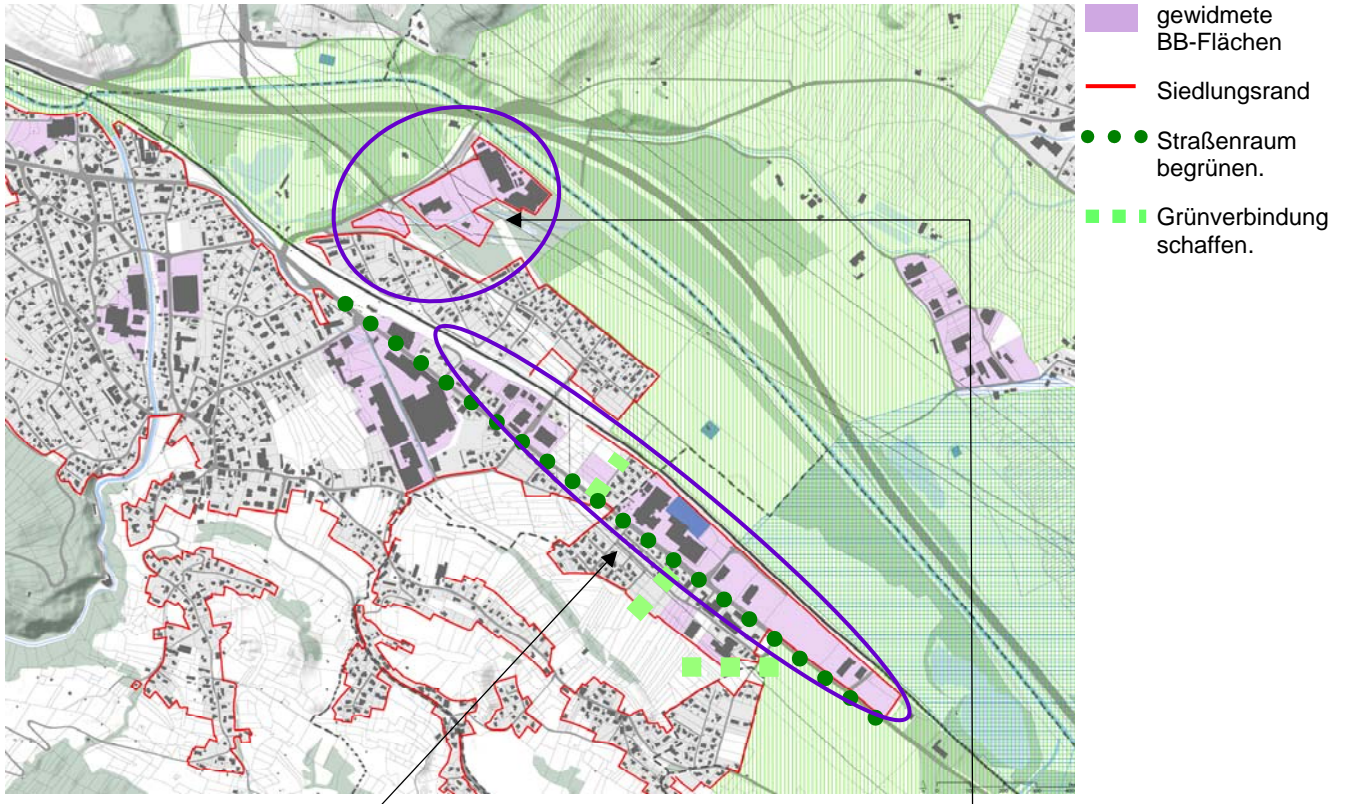 gewidmete
BB-Flächen
Siedlungsrand
Straßenraum
begrünen.
Grünverbindung
schaffen.